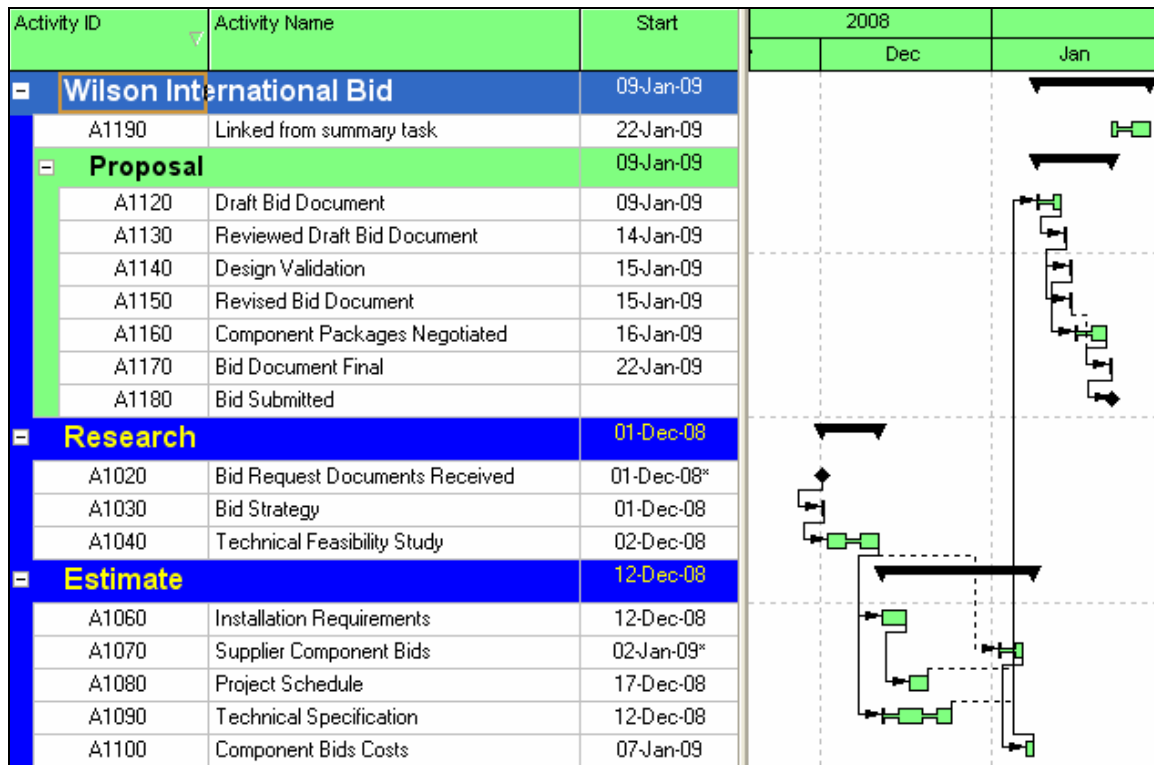 Activity ID Activity Name Start 2008
Dec Jan
Wilson International Bid 09-Jan-09
A1190 Linked from summary task 22-Jan-09
Proposal 09-Jan-09
A1120 Draft Bid Document 09-Jan-09
A1130 Reviewed Draft Bid Document 14-Jan-09
A1140 Design Validation 15-Jan-09
A1150 Revised Bid Document 15-Jan-09
A1160 Component Packages Negotiated 16-Jan-09
A1170 Bid Document Final 22-Jan-09
A1180 Bid Submitted
Research 01-Dec-08
A1020 Bid Request Documents Received 01-Dec-08*
A1030 Bid Strategy 01-Dec-08
A1040 Technical Feasibility Study 02-Dec-08
Estimate 12-Dec-08
A1060 Installation Requirements 12-Dec-08
A1070 Supplier Component Bids 02-Jan-09*
A1080 Project Schedule 17-Dec-08
A1090 Technical Specification 12-Dec-08
A1100 Component Bids Costs 07-Jan-09